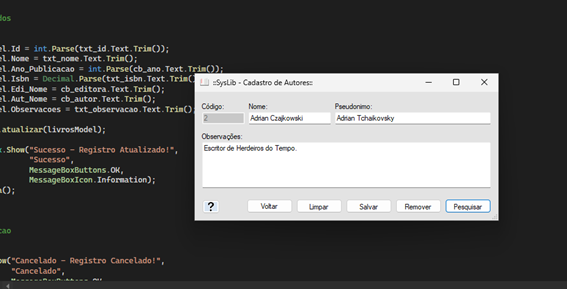 dos
el.Id = int.Parse(txt_id.Text.Trim());
el.Nome = txt_nome.Text.Trim();
el.Ano_Publicacao = int.Parse(cb_ano.Text.Trim());
el.Isbn = Decimal.Parse(txt_isbn.Text.Trim()
el.Edi_Nome = cb_editora.Text.Trim();
el.Aut_Nome = cb_autor.Text.Trim();
el.Observacoes = txt_observacao.Text.Trim();
.atualizar(livrosModel);
x.Show("Sucesso - Registro Atualizado!",
"Sucesso",
MessageBoxButtons.OK,
MessageBoxIcon.Information);
a();
cao
ow("Cancelado - Registro Cancelado!",
"Cancelado",
MessageBoxButtons.OK
::SysLib - Cadastro de Autores::
Código: Nome: Pseudonimo:
2 Adrian Czajkowski Adrian Tchaikovsky
Observações:
Escritor de Herdeiros do Tempo.
? Voltar Limpar Salvar Remover Pesquisar